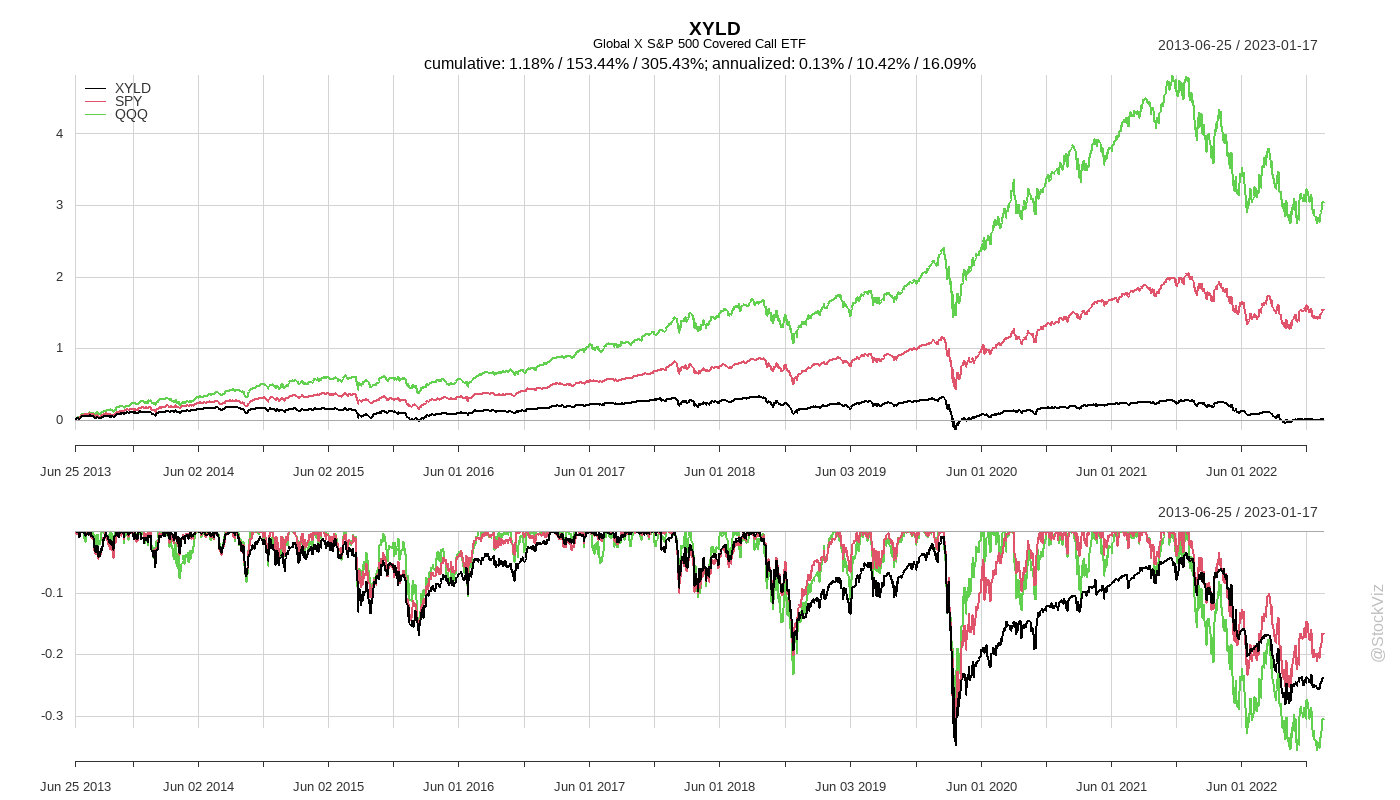 XYLD
Global X S&P 500 Covered Call ETF
2013-06-25 / 2023-01-17
cumulative: 1.18% / 153.44% / 305.43%; annualized: 0.13% / 10.42% / 16.09%
XYLD
SPY
QQQ
4
3
2
1
0
Jun 25 2013 Jun 02 2014 Jun 02 2015 Jun 01 2016 Jun 01 2017 Jun 01 2018 Jun 03 2019 Jun 01 2020 Jun 01 2021 Jun 01 2022
2013-06-25 / 2023-01-17
-0.1
-0.2
-0.3
Jun 25 2013 Jun 02 2014 Jun 02 2015 Jun 01 2016 Jun 01 2017 Jun 01 2018 Jun 03 2019 Jun 01 2020 Jun 01 2021 Jun 01 2022
@StockViz